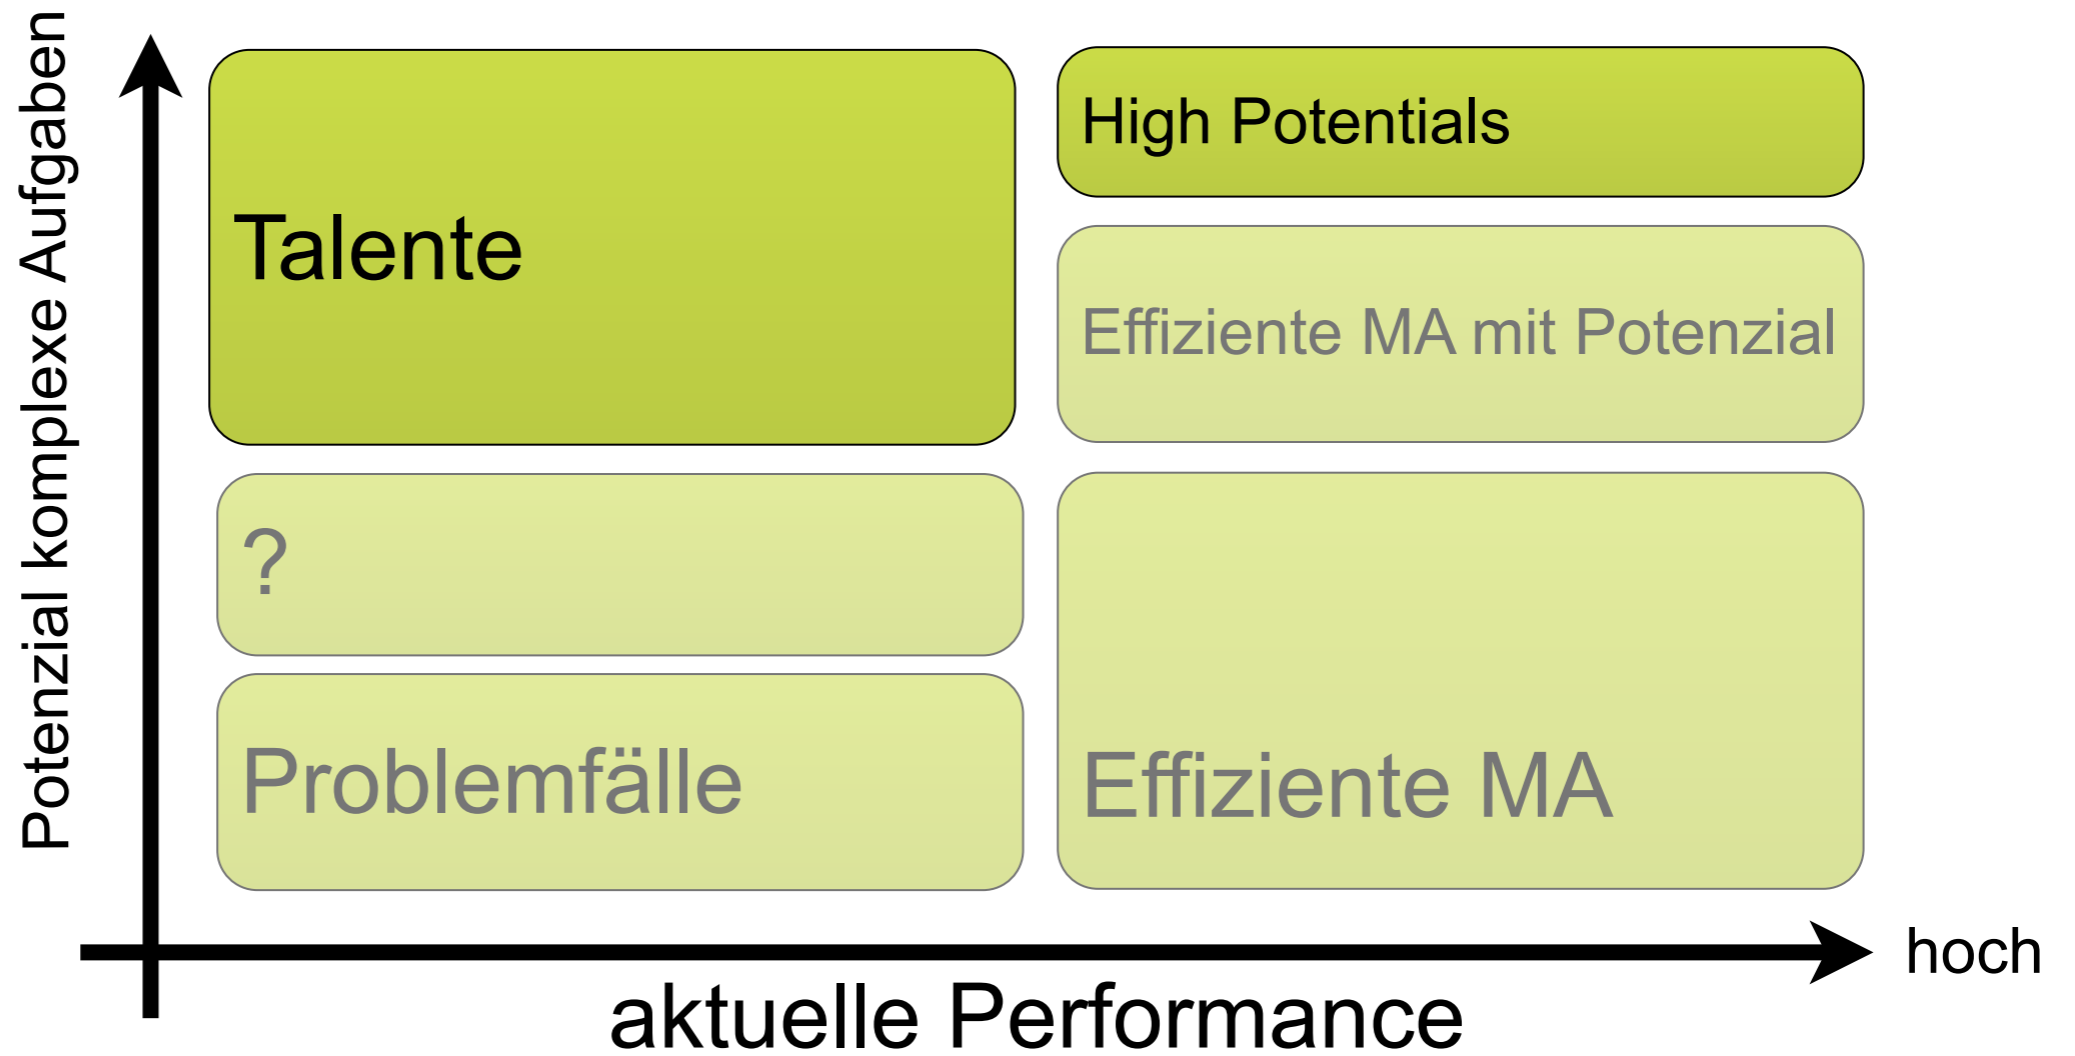 Potenzial komplexe Aufgaben
Talente
High Potentials
Effiziente MA mit Potenzial
?
Problemfälle
Effiziente MA
hoch
aktuelle Performance